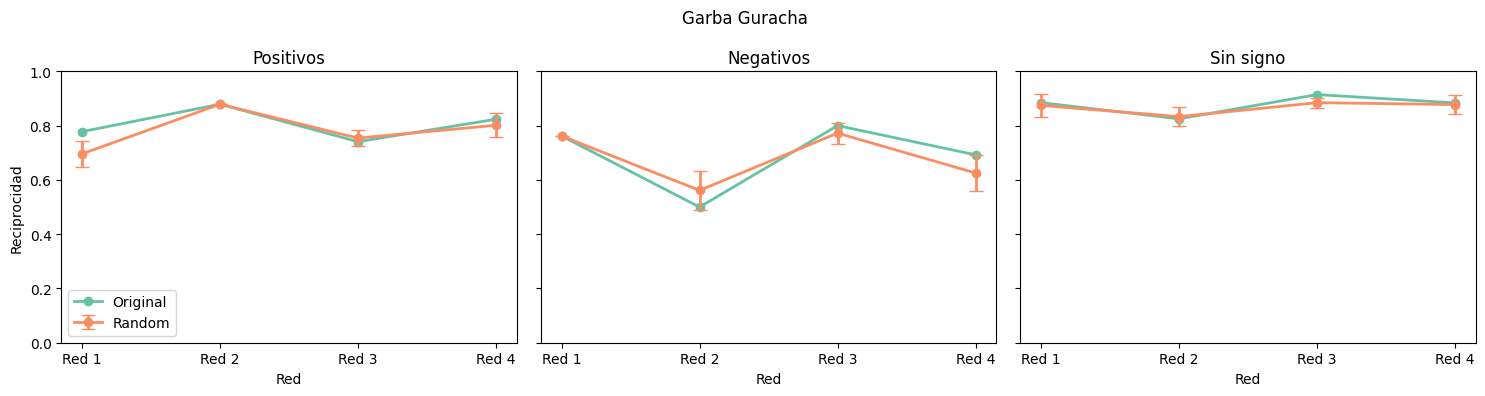 Garba Guracha
Positivos
Negativos
Sin signo
Reciprocidad
1.0
0.8
0.6
0.4
0.2
0.0
Original
Random
Red 1 Red 2 Red 3 Red 4
Red
Red 1 Red 2 Red 3 Red 4
Red
Red 1 Red 2 Red 3 Red 4
Red